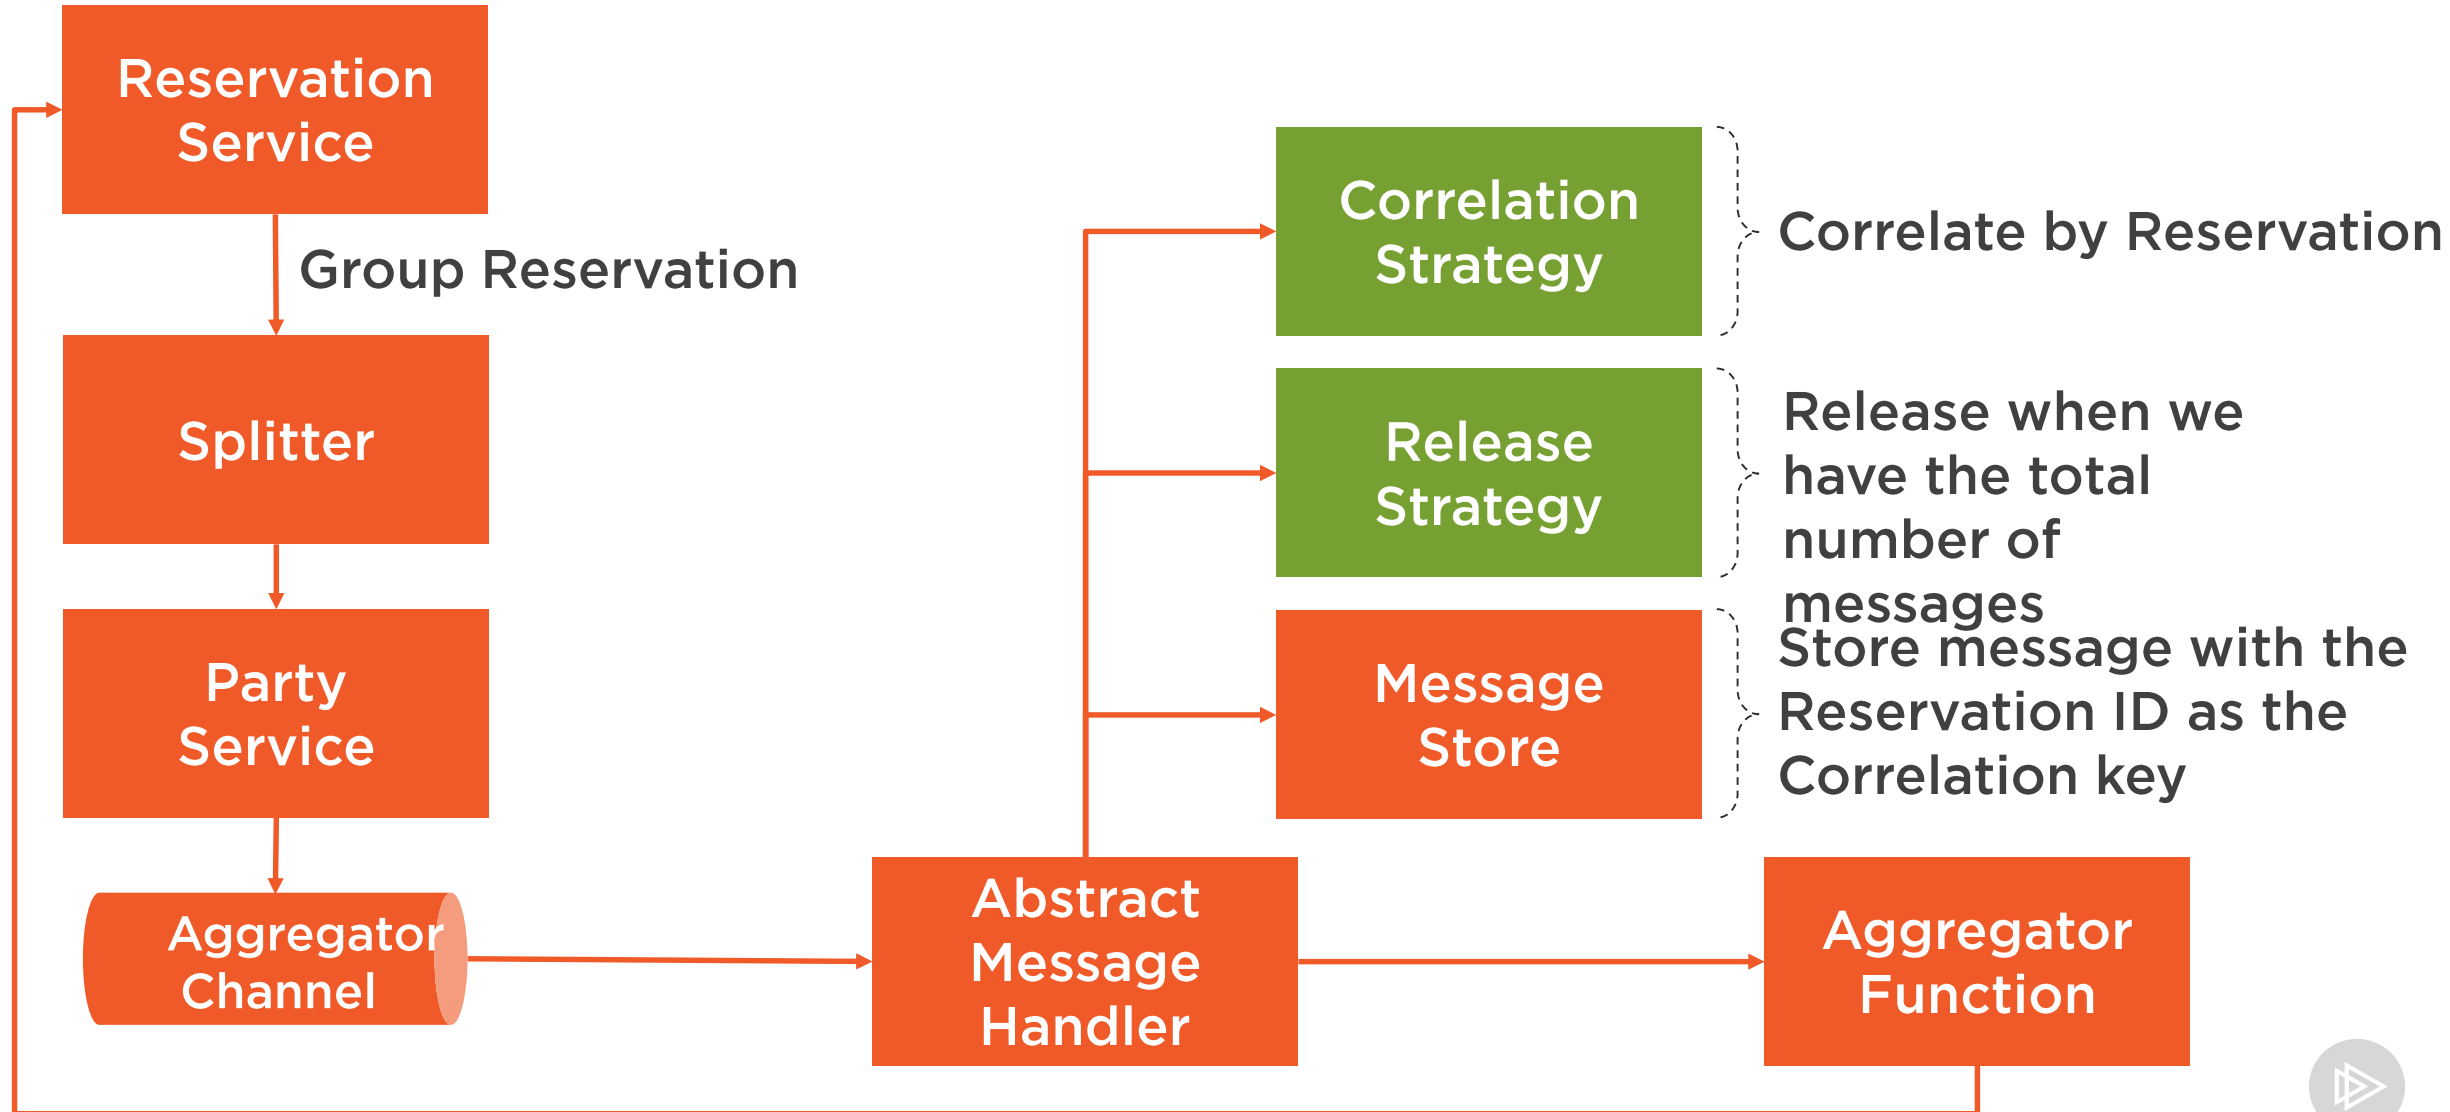 Reservation
Service
Group Reservation
Splitter
Party
Service
Aggregator
Channel
Correlation
Strategy
Correlate by Reservation
Release
Strategy
Release when we
have the total
number of
messages
Message
Store
Store message with the
Reservation ID as the
Correlation key
Abstract
Message
Handler
Aggregator
Function